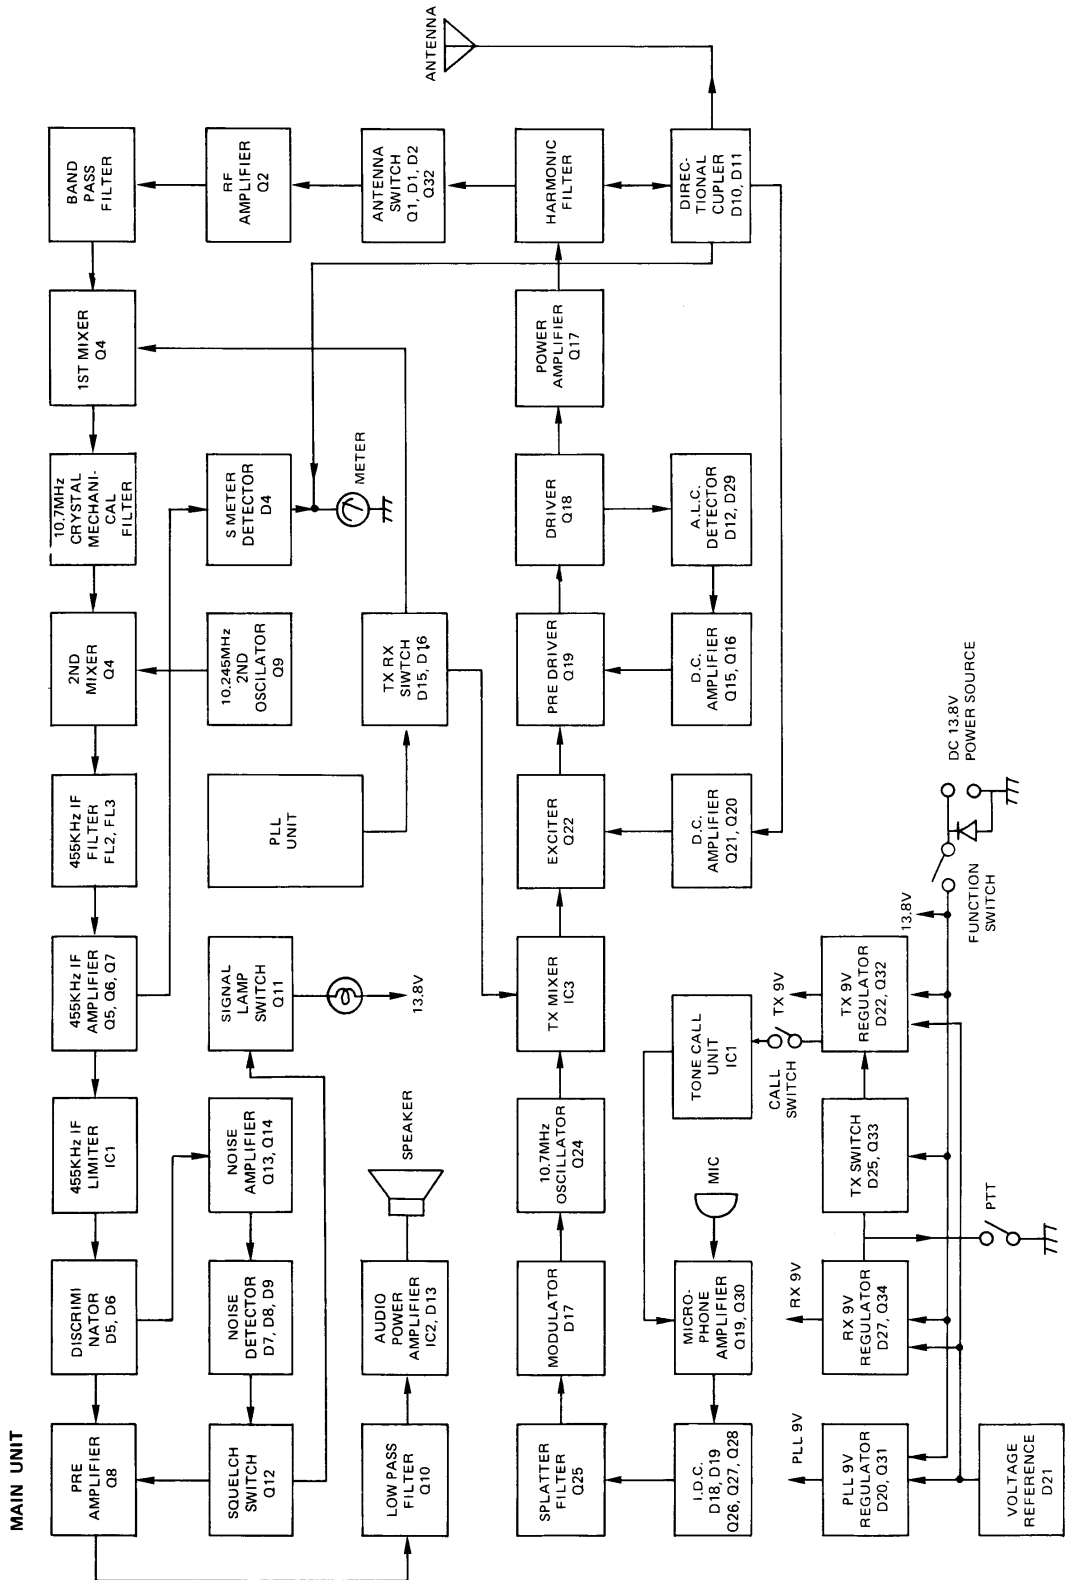 MAIN UNIT
PRE
AMPLIFIER
Q8
DISCRIMI
NATOR
D5, D6
455KHz IF
LIMITER
IC1
455KHz IF
AMPLIFIER
Q5, Q6, Q7
455KHz IF
FILTER
FL2, FL3
2ND
MIXER
Q4
10.7MHz
CRYSTAL
MECHANI-
CAL
FILTER
1ST MIXER
Q4
BAND
PASS
FILTER
SQUELCH
SWITCH
Q12
NOISE
DETECTOR
D7, D8, D9
NOISE
AMPLIFIER
Q13, Q14
SIGNAL
LAMP
SWITCH
Q11
PLL
UNIT
10.245MHz
2ND
OSCILATOR
Q9
S METER
DETECTOR
D4
RF
AMPLIFIER
Q2
LOW PASS
FILTER
Q10
AUDIO
POWER
AMPLIFIER
IC2, D13
SPEAKER
13.8V
TX RX
SIWTCH
D15, D16
METER
ANTENNA
SWITCH
Q1, D1, D2
Q32
ANTENNA
SPLATTER
FILTER
Q25
MODULATOR
D17
10.7MHz
OSCILLATOR
Q24
TX MIXER
IC3
EXCITER
Q22
PRE DRIVER
Q19
DRIVER
Q18
POWER
AMPLIFIER
Q17
HARMONIC
FILTER
I.D.C.
D18, D19
Q26, Q27, Q28
MICRO-
PHONE
AMPLIFIER
Q19, Q30
MIC
TONE CALL
UNIT
IC1
D.C.
AMPLIFIER
Q21, Q20
D.C.
AMPLIFIER
Q15, Q16
A.L.C.
DETECTOR
D12, D29
DIREC-
TIONAL
CUPLER
D10, D11
PLL 9V
RX 9V
CALL
SWITCH
TX 9V
PLL 9V
REGULATOR
D20, Q31
RX 9V
REGULATOR
D27, Q34
TX SWITCH
D25, Q33
TX 9V
REGULATOR
D22, Q32
13.8V
FUNCTION
SWITCH
DC 13.8V
POWER SOURCE
PTT
VOLTAGE
REFERENCE
D21